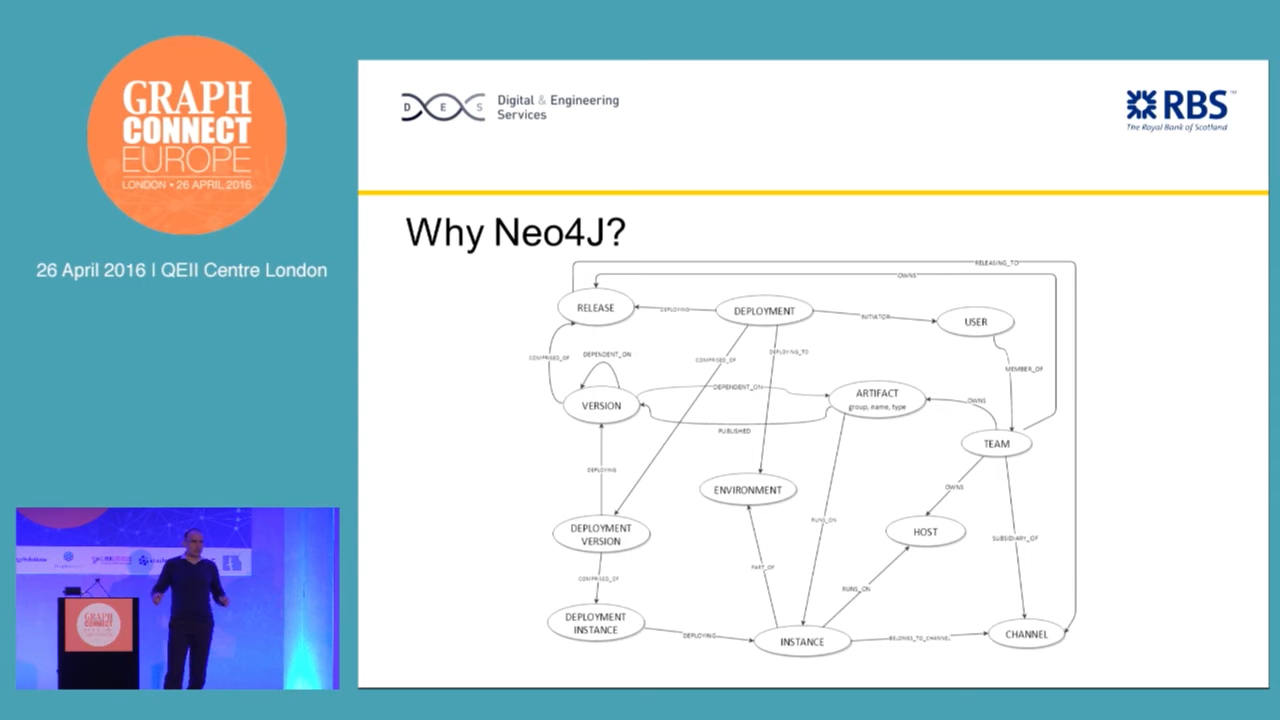 GRAPH
CONNECT
EUROPE
LONDON • 26 APRIL 2016
26 April 2016 | QEII Centre London
D E S
Digital & Engineering
Services
RBS™
The Royal Bank of Scotland
Why Neo4J?
RELEASING_TO
OWNS
RELEASE
DEPLOYING
DEPLOYMENT
INITIATOR
USER
COMPRISED_OF
DEPENDENT_ON
COMPRISED_OF
DEPLOYING_TO
MEMBER_OF
VERSION
DEPENDENT_ON
ARTIFACT
group, name, type
OWNS
PUBLISHED
TEAM
DEPLOYING
ENVIRONMENT
OWNS
RUNS_ON
DEPLOYMENT
VERSION
HOST
SUBSIDIARY_OF
COMPRISED_OF
PART_OF
RUNS_ON
DEPLOYMENT
INSTANCE
DEPLOYING
INSTANCE
BELONGS_TO_CHANNEL
CHANNEL
GRAPH
CONNECT